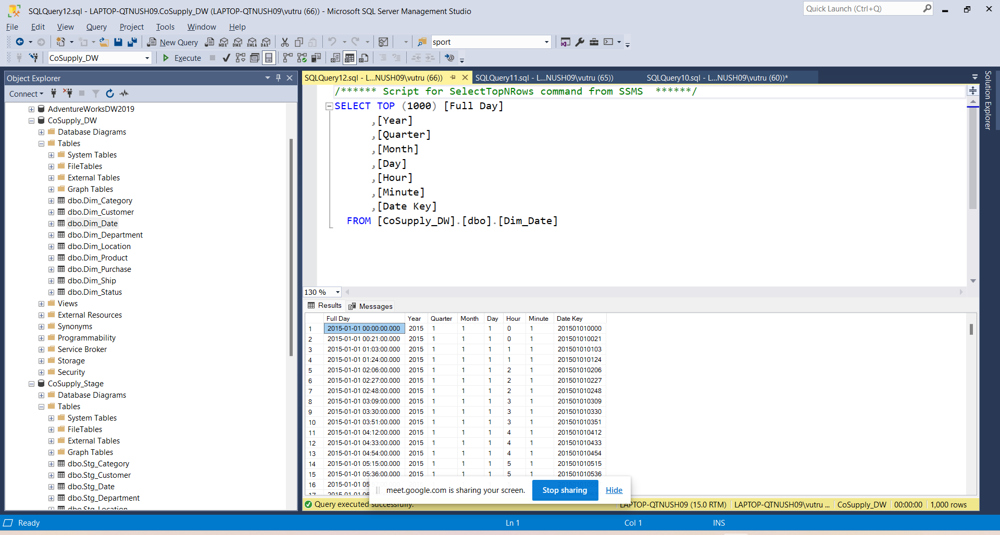 SQLQuery12.sql - LAPTOP-QTNUSH09.CoSupply_DW (LAPTOP-QTNUSH09\vutru (66)) - Microsoft SQL Server Management Studio
Quick Launch (Ctrl+Q)
File Edit View Query Project Tools Window Help
New Query MDX DMX XMLA DAX sport
CoSupply_DW Execute
Object Explorer
Connect
AdventureWorksDW2019
CoSupply_DW
Database Diagrams
Tables
System Tables
FileTables
External Tables
Graph Tables
dbo.Dim_Category
dbo.Dim_Customer
dbo.Dim_Date
dbo.Dim_Department
dbo.Dim_Location
dbo.Dim_Product
dbo.Dim_Purchase
dbo.Dim_Ship
dbo.Dim_Status
Views
External Resources
Synonyms
Programmability
Service Broker
Storage
Security
CoSupply_Stage
Database Diagrams
Tables
System Tables
FileTables
External Tables
Graph Tables
dbo.Stg_Category
dbo.Stg_Customer
dbo.Stg_Date
dbo.Stg_Department
dbo.Stg_Location
SQLQuery12.sql - L...NUSH09\vutru (66)) SQLQuery11.sql - L...NUSH09\vutru (65)) SQLQuery10.sql - L...NUSH09\vutru (60))*
Solution Explorer
/****** Script for SelectTopNRows command from SSMS ******/
SELECT TOP (1000) [Full Day]
,[Year]
,[Quarter]
,[Month]
,[Day]
,[Hour]
,[Minute]
,[Date Key]
FROM [CoSupply_DW].[dbo].[Dim_Date]
130 %
Results Messages
Full Day Year Quarter Month Day Hour Minute Date Key
1 2015-01-01 00:00:00.000 2015 1 1 1 0 1 201501010000
2 2015-01-01 00:21:00.000 2015 1 1 1 0 1 201501010021
3 2015-01-01 01:03:00.000 2015 1 1 1 1 1 201501010103
4 2015-01-01 01:24:00.000 2015 1 1 1 1 1 201501010124
5 2015-01-01 02:06:00.000 2015 1 1 1 2 1 201501010206
6 2015-01-01 02:27:00.000 2015 1 1 1 2 1 201501010227
7 2015-01-01 02:48:00.000 2015 1 1 1 2 1 201501010248
8 2015-01-01 03:09:00.000 2015 1 1 1 3 1 201501010309
9 2015-01-01 03:30:00.000 2015 1 1 1 3 1 201501010330
10 2015-01-01 03:51:00.000 2015 1 1 1 3 1 201501010351
11 2015-01-01 04:12:00.000 2015 1 1 1 4 1 201501010412
12 2015-01-01 04:33:00.000 2015 1 1 1 4 1 201501010433
13 2015-01-01 04:54:00.000 2015 1 1 1 4 1 201501010454
14 2015-01-01 05:15:00.000 2015 1 1 1 5 1 201501010515
15 2015-01-01 05:36:00.000 2015 1 1 1 5 1 201501010536
16 2015-01-01 05
17 2015-01-01
meet.google.com is sharing your screen. Stop sharing Hide
Query executed successfully. LAPTOP-QTNUSH09 (15.0 RTM) LAPTOP-QTNUSH09\vutru ... CoSupply_DW 00:00:00 1,000 rows
Ready Ln 1 Col 1 INS